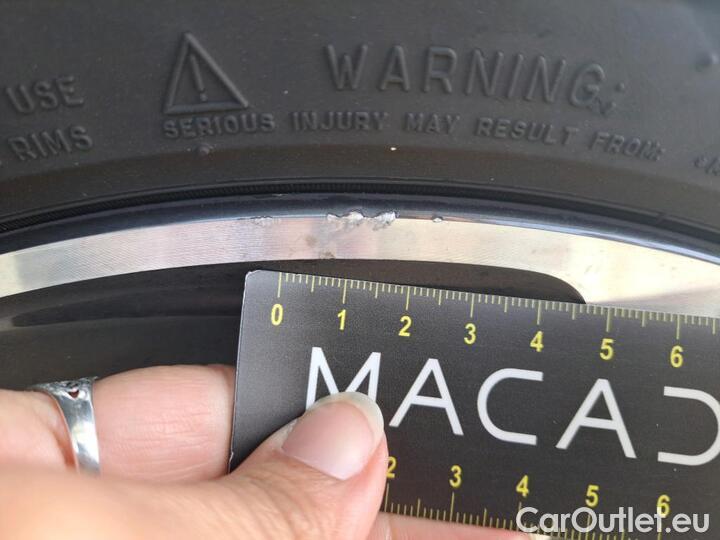 USE
RIMS
WARNING:
SERIOUS INJURY MAY RESULT FROM:
0 1 2 3 4 5 6
MACAD
2 3 4 5 6
CarOutlet.eu